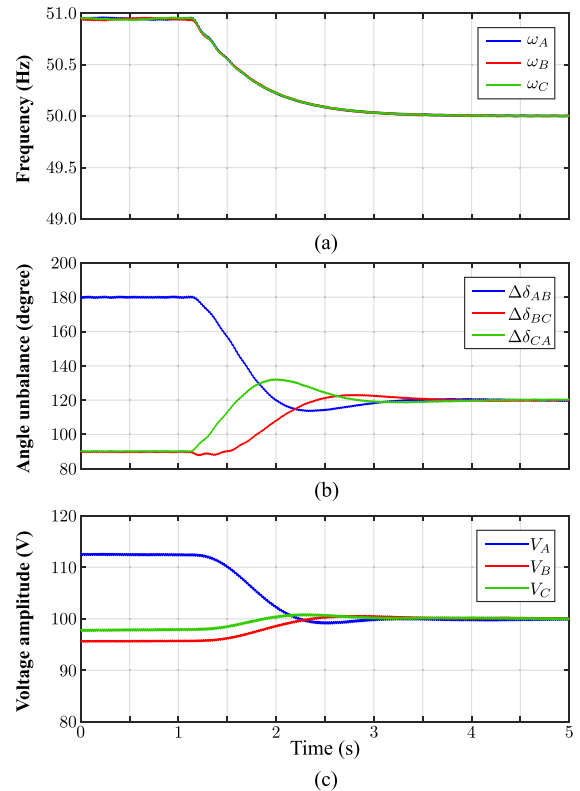 Frequency (Hz)
51.0
50.5
50.0
49.5
49.0
ω_A
ω_B
ω_C
(a)
Angle unbalance (degree)
200
180
160
140
120
100
80
Δδ_AB
Δδ_BC
Δδ_CA
(b)
Voltage amplitude (V)
120
110
100
90
80
V_A
V_B
V_C
0 1 2 3 4 5
Time (s)
(c)